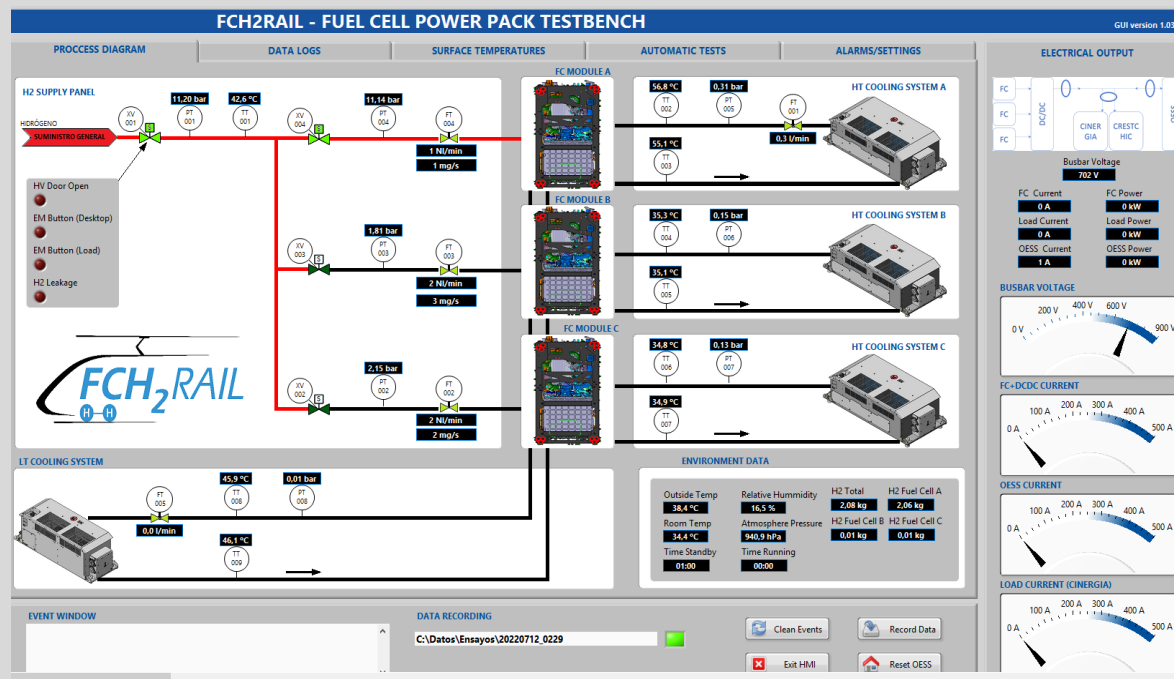 FCH2RAIL - FUEL CELL POWER PACK TESTBENCH
GUI version 1.03
PROCCESS DIAGRAM
DATA LOGS
SURFACE TEMPERATURES
AUTOMATIC TESTS
ALARMS/SETTINGS
ELECTRICAL OUTPUT
H2 SUPPLY PANEL
HIDRÓGENO
SUMINISTRO GENERAL
XV
001
S
11,20 bar
PT
001
42,6 ºC
TT
001
XV
004
S
11,14 bar
PT
004
FT
004
1 Nl/min
1 mg/s
HV Door Open
EM Button (Desktop)
EM Button (Load)
H2 Leakage
XV
003
S
1,81 bar
PT
003
FT
003
2 Nl/min
3 mg/s
XV
002
S
2,15 bar
PT
002
FT
002
2 Nl/min
2 mg/s
FCH2RAIL
H H
FC MODULE A
FC MODULE B
FC MODULE C
HT COOLING SYSTEM A
56,8 ºC
TT
002
0,31 bar
PT
005
FT
001
0,3 l/min
55,1 ºC
TT
003
HT COOLING SYSTEM B
35,3 ºC
TT
004
0,15 bar
PT
006
35,1 ºC
TT
005
HT COOLING SYSTEM C
34,8 ºC
TT
006
0,13 bar
PT
007
34,9 ºC
TT
007
LT COOLING SYSTEM
FT
005
0,0 l/min
45,9 ºC
TT
008
0,01 bar
PT
008
46,1 ºC
TT
009
ENVIRONMENT DATA
Outside Temp
38,4 ºC
Room Temp
34,4 ºC
Time Standby
01:00
Relative Hummidity
16,5 %
Atmosphere Pressure
940,9 hPa
Time Running
00:00
H2 Total
2,08 kg
H2 Fuel Cell A
2,06 kg
H2 Fuel Cell B
0,01 kg
H2 Fuel Cell C
0,01 kg
FC
FC
FC
DC/DC
CINER
GIA
CRESTC
HIC
OESS
Busbar Voltage
702 V
FC Current
0 A
FC Power
0 kW
Load Current
0 A
Load Power
0 kW
OESS Current
1 A
OESS Power
0 kW
BUSBAR VOLTAGE
0 V
200 V
400 V
600 V
900 V
FC+DCDC CURRENT
0 A
100 A
200 A
300 A
400 A
500 A
OESS CURRENT
0 A
100 A
200 A
300 A
400 A
500 A
LOAD CURRENT (CINERGIA)
0 A
100 A
200 A
300 A
400 A
500 A
EVENT WINDOW
DATA RECORDING
C:\Datos\Ensayos\20220712_0229
Clean Events
Record Data
Exit HMI
Reset OESS